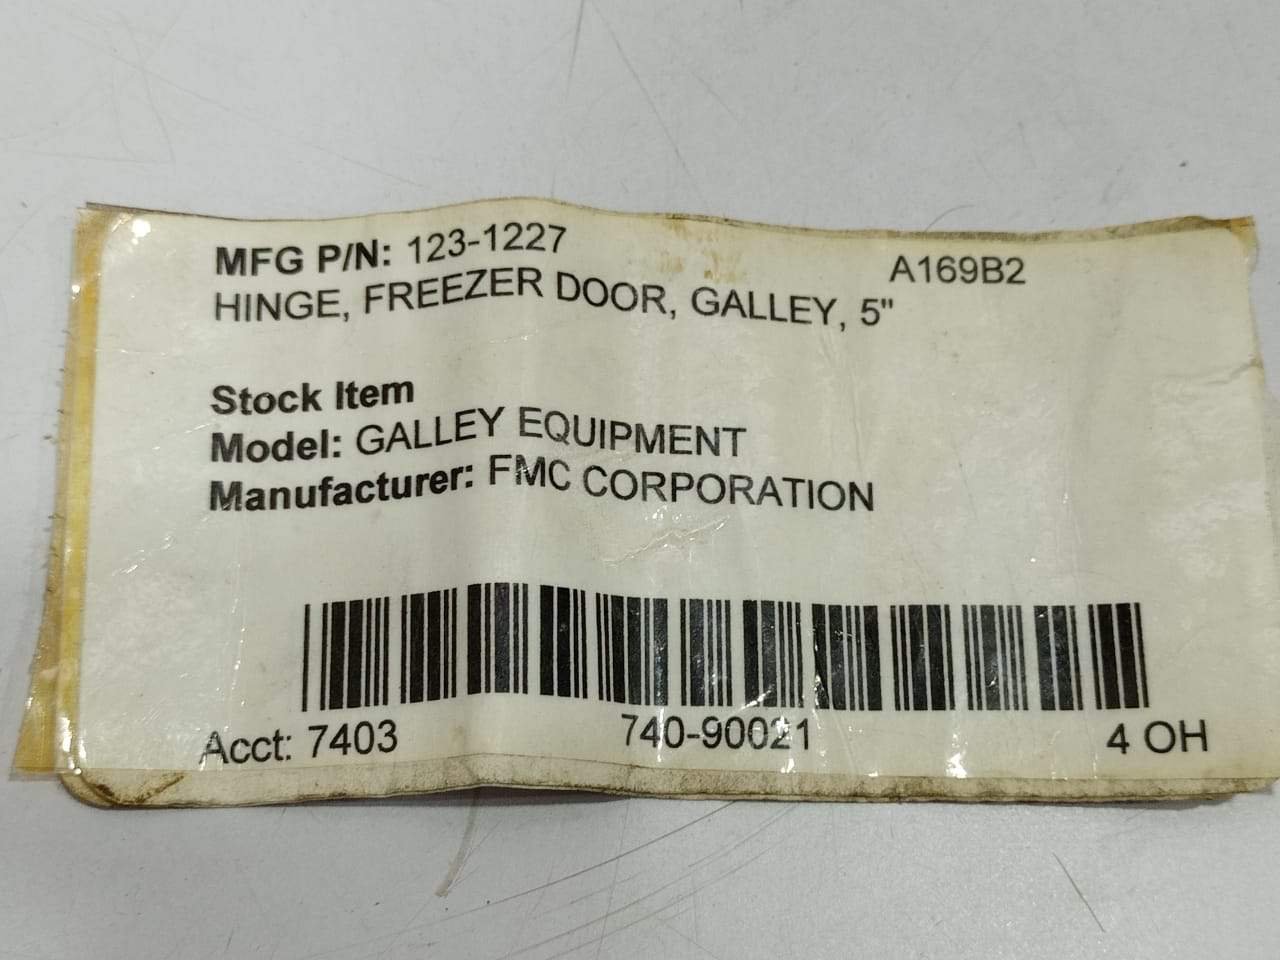 MFG P/N: 123-1227
A169B2
HINGE, FREEZER DOOR, GALLEY, 5"
Stock Item
Model: GALLEY EQUIPMENT
Manufacturer: FMC CORPORATION
Acct: 7403 740-90021 4 OH